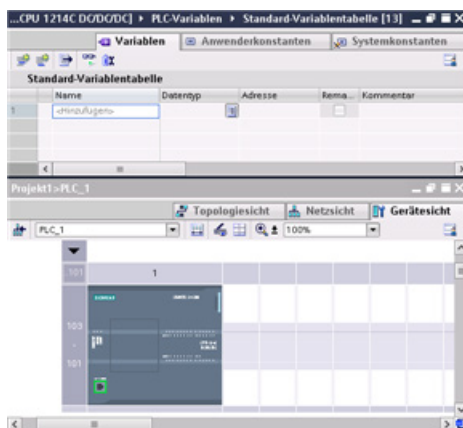 ...CPU 1214C DC/DC/DC] ▸ PLC-Variablen ▸ Standard-Variablentabelle [13]
Variablen Anwenderkonstanten Systemkonstanten
Standard-Variablentabelle
Name Datentyp Adresse Rema... Kommentar
1 <Hinzufügen>
Projekt1>PLC_1
Topologiesicht Netzsicht Gerätesicht
PLC_1 100%
101 1
SIEMENS
103
101